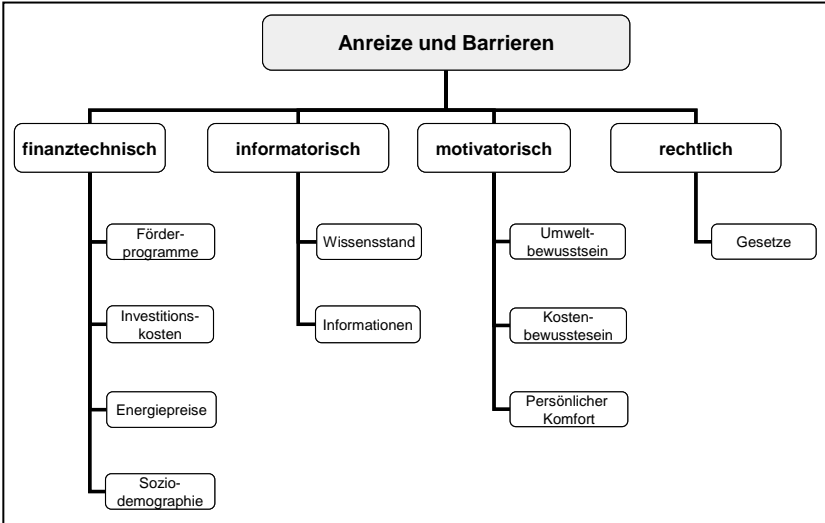 Anreize und Barrieren
finanztechnisch
informatorisch
motivatorisch
rechtlich
Förder-
programme
Wissensstand
Umwelt-
bewusstsein
Gesetze
Investitions-
kosten
Informationen
Kosten-
bewusstesein
Energiepreise
Persönlicher
Komfort
Sozio-
demographie